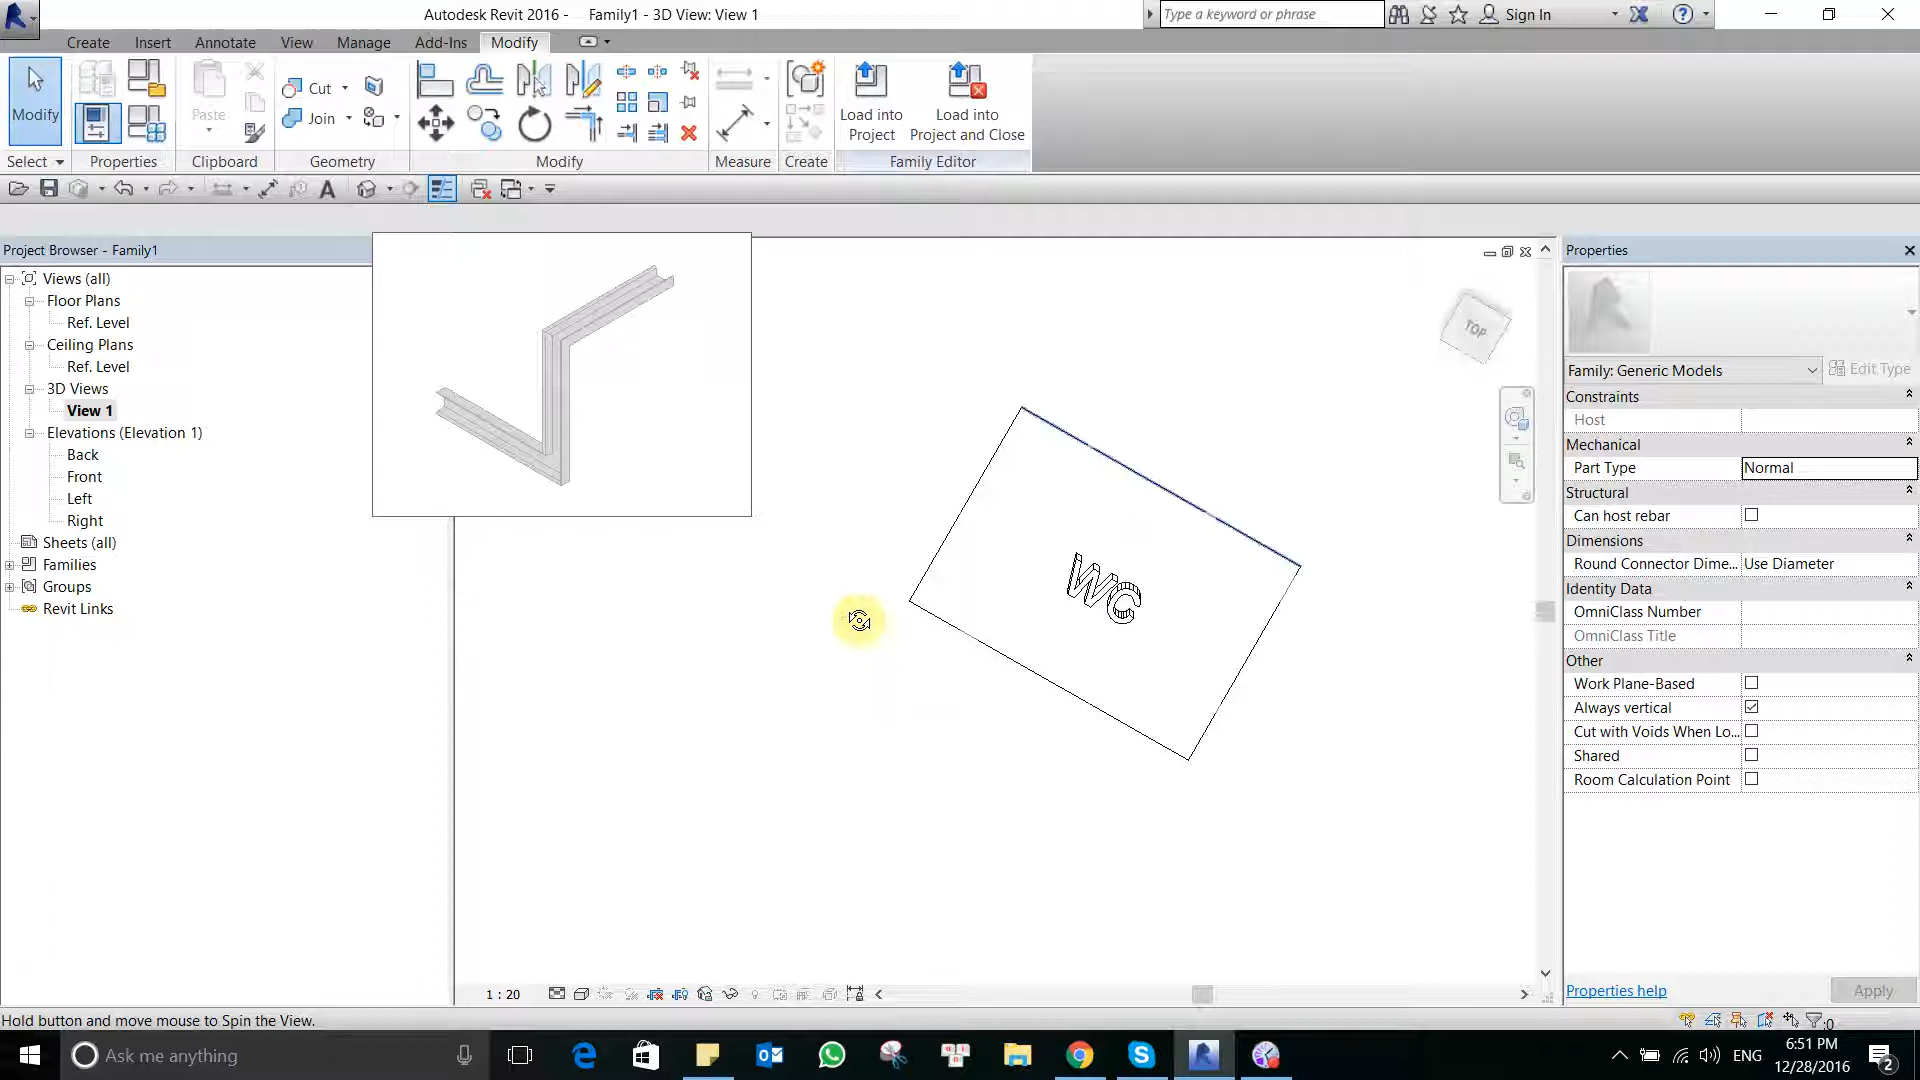 Autodesk Revit 2016 - Family1 - 3D View: View 1
Type a keyword or phrase
Sign In
Create Insert Annotate View Manage Add-Ins Modify
Modify
Paste
Cut
Join
Load into
Project
Load into
Project and Close
Select Properties Clipboard Geometry Modify Measure Create Family Editor
Project Browser - Family1
Views (all)
Floor Plans
Ref. Level
Ceiling Plans
Ref. Level
3D Views
View 1
Elevations (Elevation 1)
Back
Front
Left
Right
Sheets (all)
Families
Groups
Revit Links
TOP
WC
Properties
Family: Generic Models
Edit Type
Constraints
Host
Mechanical
Part Type Normal
Structural
Can host rebar
Dimensions
Round Connector Dime... Use Diameter
Identity Data
OmniClass Number
OmniClass Title
Other
Work Plane-Based
Always vertical
Cut with Voids When Lo...
Shared
Room Calculation Point
Properties help
Apply
1 : 20
Hold button and move mouse to Spin the View.
:0
Ask me anything
ENG
6:51 PM
12/28/2016
2